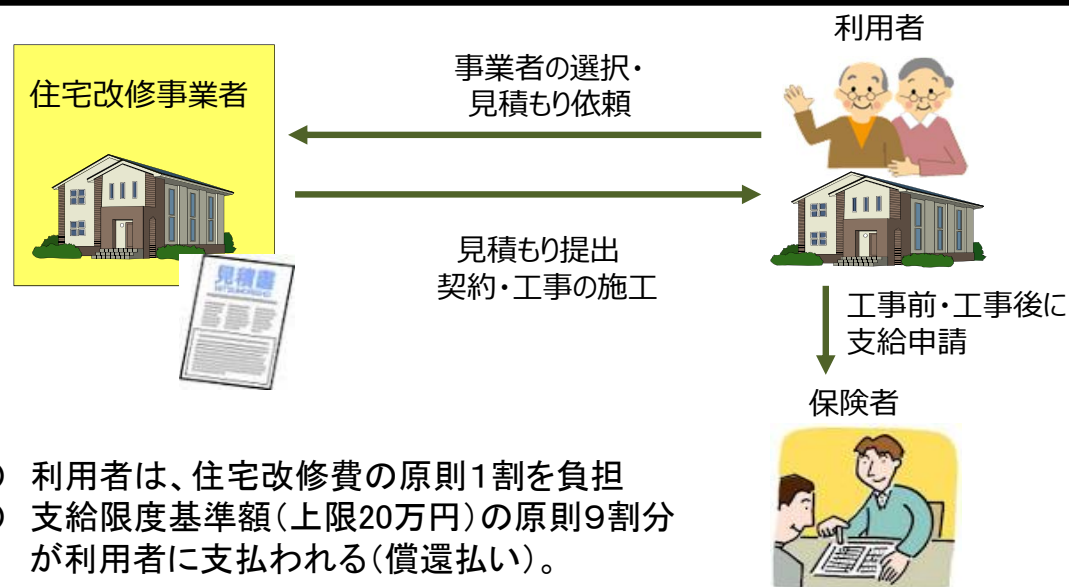 利用者
住宅改修事業者
事業者の選択・
見積もり依頼
見積書
見積もり提出
契約・工事の施工
工事前・工事後に
支給申請
保険者
利用者は、住宅改修費の原則１割を負担
支給限度基準額（上限20万円）の原則９割分
が利用者に支払われる（償還払い）。